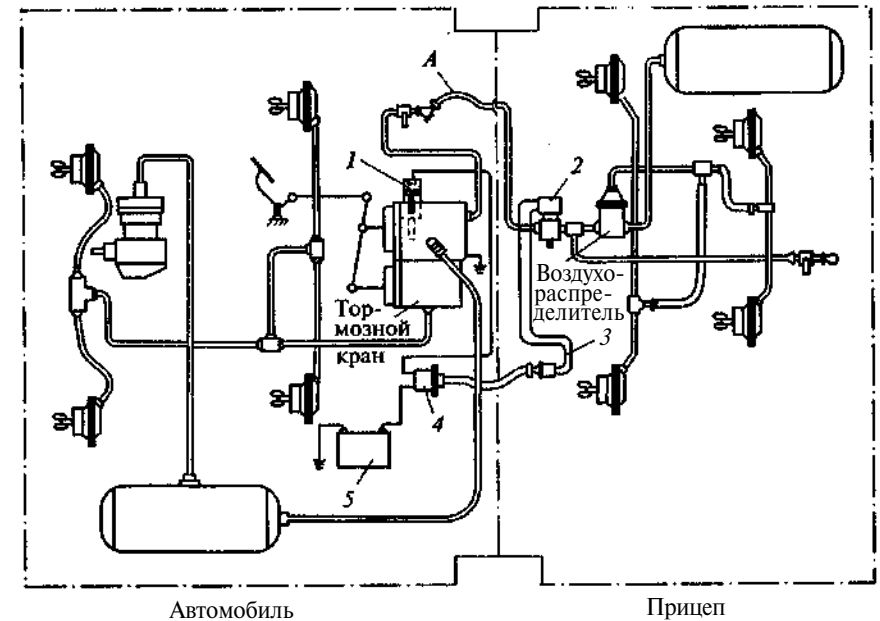 А
1
2
Воздухо-
распре-
делитель
Тор-
мозной
кран
3
4
5
Автомобиль
Прицеп